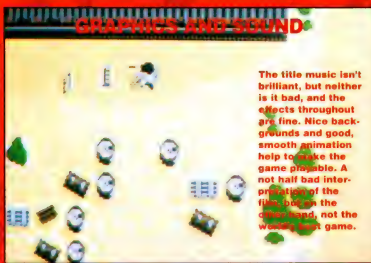 GRAPHICS AND SOUND
The title music isn't
brilliant, but neither
is it bad, and the
effects throughout
are fine. Nice back-
grounds and good,
smooth animation
help to make the
game playable. A
not half bad inter-
pretation of the
film, but on the
other hand, not the
world's best game.